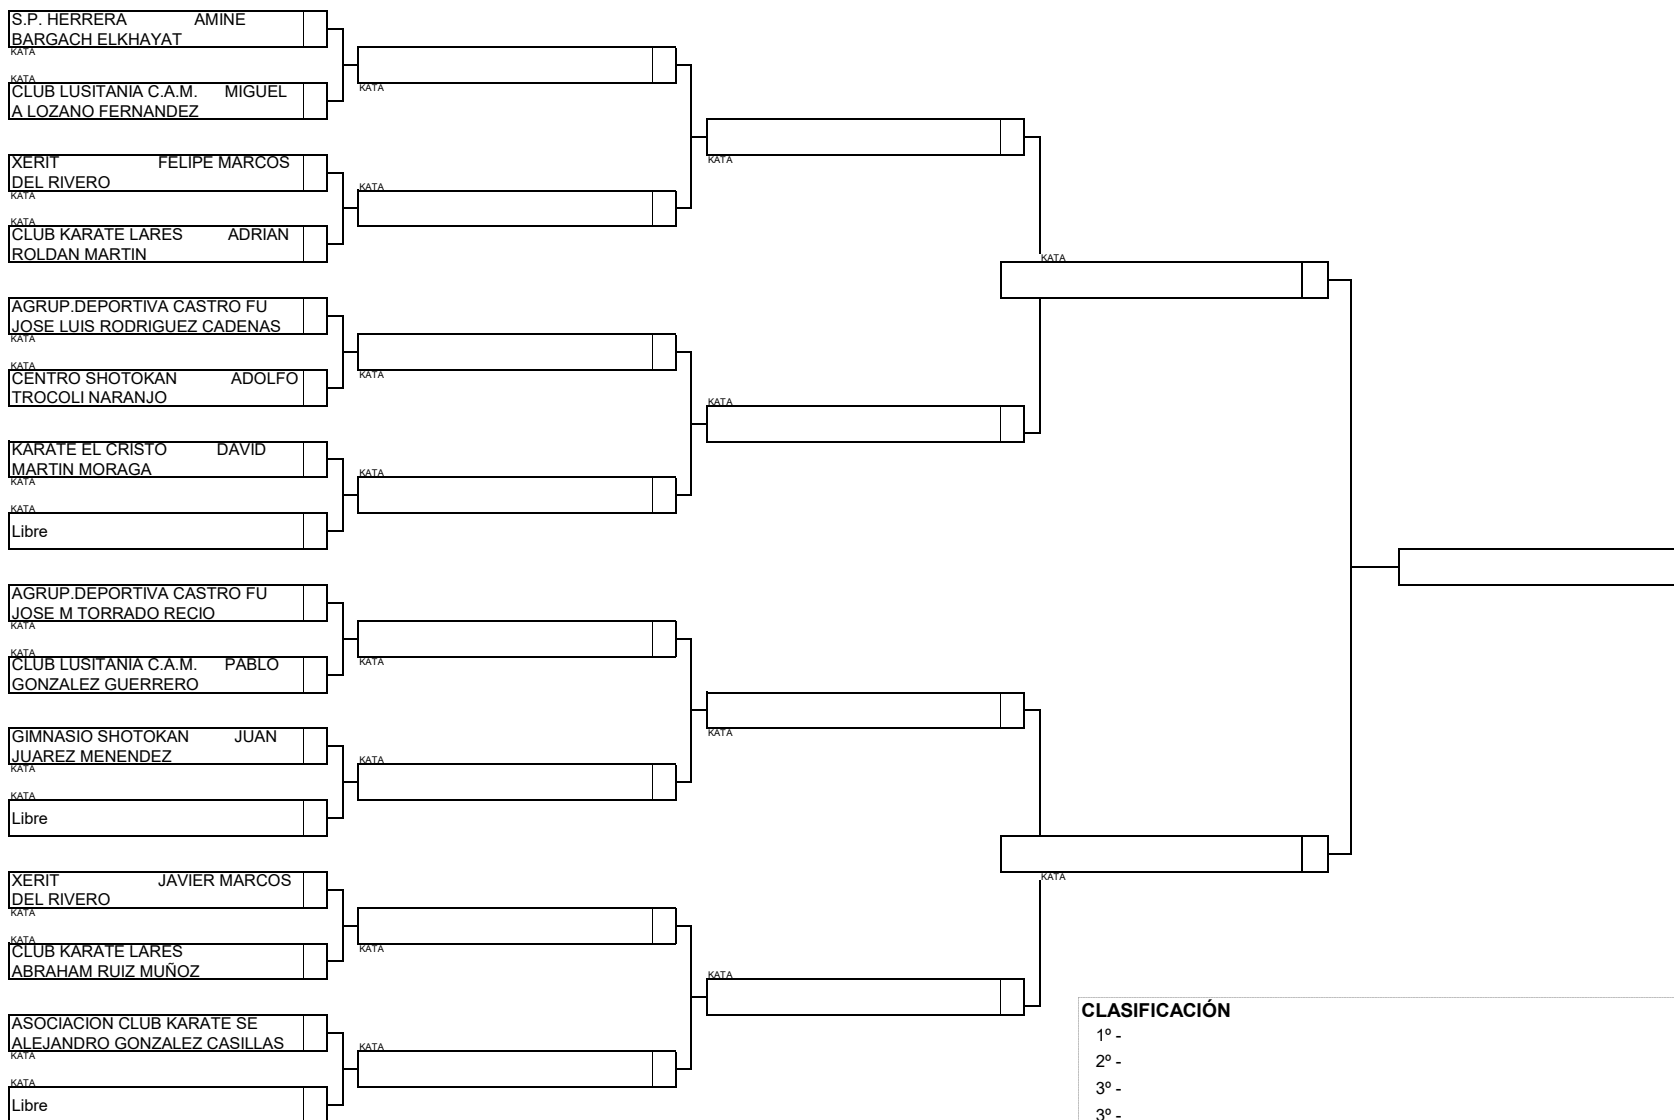 S.P. HERRERA AMINE
BARGACH ELKHAYAT
KATA
KATA
CLUB LUSITANIA C.A.M. MIGUEL
A LOZANO FERNANDEZ
KATA
XERIT FELIPE MARCOS
DEL RIVERO
KATA
KATA
CLUB KARATE LARES ADRIAN
ROLDAN MARTIN
KATA
KATA
KATA
AGRUP.DEPORTIVA CASTRO FU
JOSE LUIS RODRIGUEZ CADENAS
KATA
KATA
CENTRO SHOTOKAN ADOLFO
TROCOLI NARANJO
KATA
KATA
KARATE EL CRISTO DAVID
MARTIN MORAGA
KATA
KATA
Libre
KATA
AGRUP.DEPORTIVA CASTRO FU
JOSE M TORRADO RECIO
KATA
KATA
CLUB LUSITANIA C.A.M. PABLO
GONZALEZ GUERRERO
KATA
GIMNASIO SHOTOKAN JUAN
JUAREZ MENENDEZ
KATA
KATA
Libre
KATA
KATA
XERIT JAVIER MARCOS
DEL RIVERO
KATA
KATA
KATA
CLUB KARATE LARES
ABRAHAM RUIZ MUÑOZ
KATA
KATA
ASOCIACION CLUB KARATE SE
ALEJANDRO GONZALEZ CASILLAS
KATA
KATA
Libre
KATA
CLASIFICACIÓN
1º -
2º -
3º -
3º -